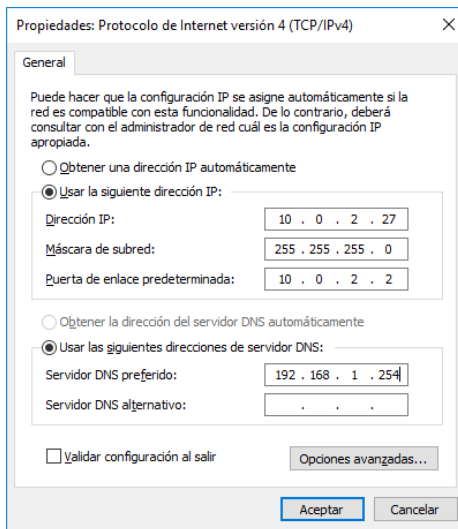 Propiedades: Protocolo de Internet versión 4 (TCP/IPv4)
General
Puede hacer que la configuración IP se asigne automáticamente si la
red es compatible con esta funcionalidad. De lo contrario, deberá
consultar con el administrador de red cuál es la configuración IP
apropiada.
Obtener una dirección IP automáticamente
Usar la siguiente dirección IP:
Dirección IP: 10 . 0 . 2 . 27
Máscara de subred: 255 . 255 . 255 . 0
Puerta de enlace predeterminada: 10 . 0 . 2 . 2
Obtener la dirección del servidor DNS automáticamente
Usar las siguientes direcciones de servidor DNS:
Servidor DNS preferido: 192 . 168 . 1 . 254
Servidor DNS alternativo: . . .
Validar configuración al salir
Opciones avanzadas...
Aceptar Cancelar